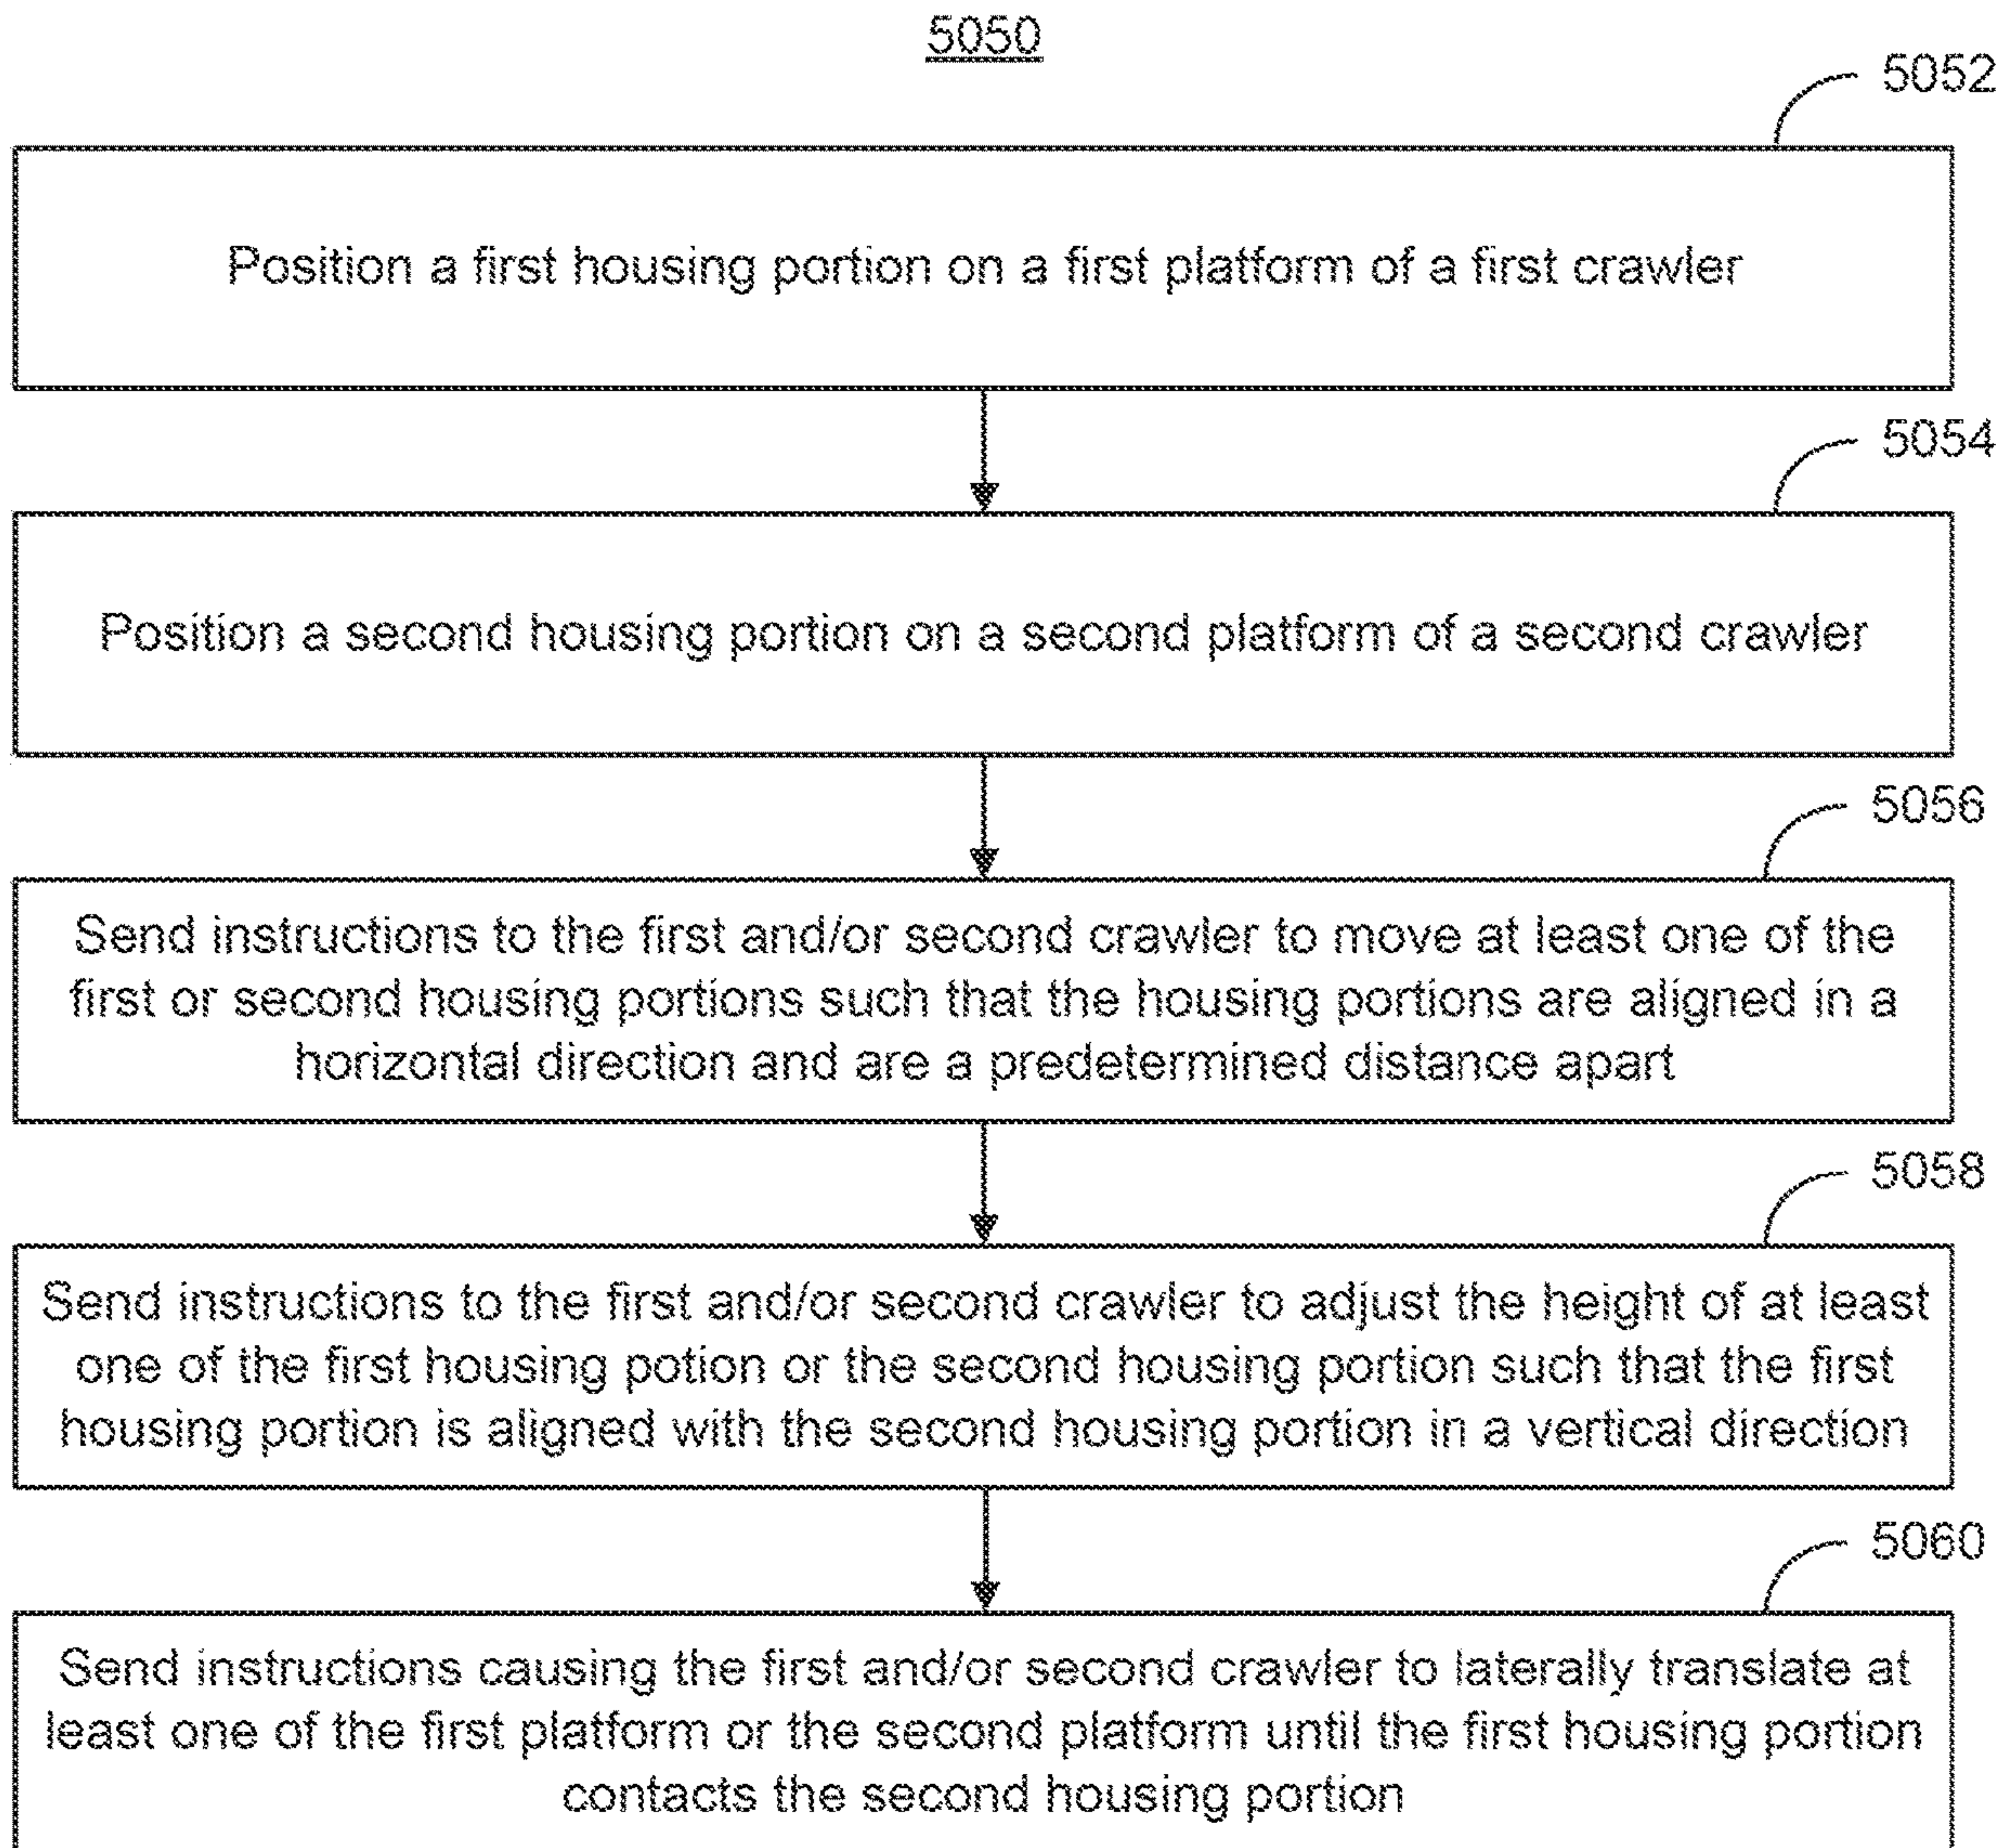 5050
5052
Position a first housing portion on a first platform of a first crawler
5054
Position a second housing portion on a second platform of a second crawler
5056
Send instructions to the first and/or second crawler to move at least one of the
first or second housing portions such that the housing portions are aligned in a
horizontal direction and are a predetermined distance apart
5058
Send instructions to the first and/or second crawler to adjust the height of at least
one of the first housing potion or the second housing portion such that the first
housing portion is aligned with the second housing portion in a vertical direction
5060
Send instructions causing the first and/or second crawler to laterally translate at
least one of the first platform or the second platform until the first housing portion
contacts the second housing portion